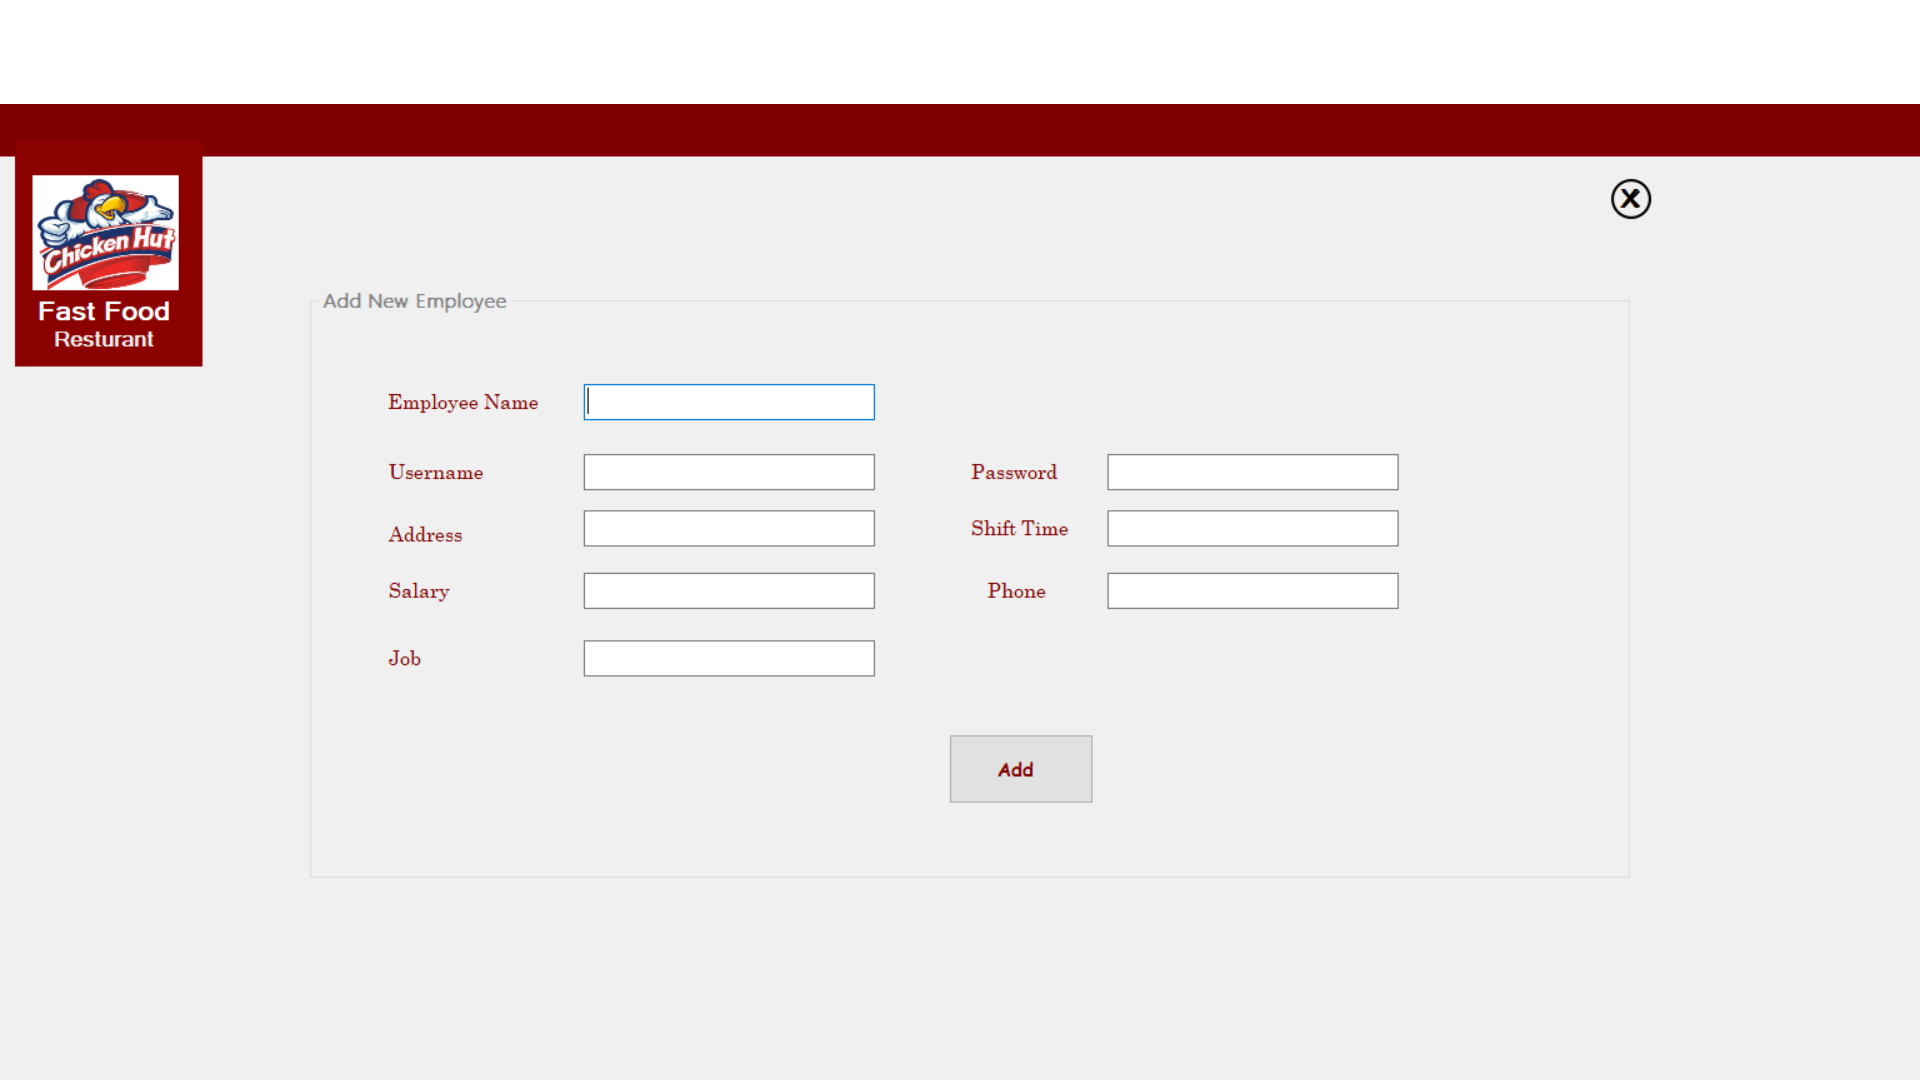 X
Chicken Hut
Fast Food
Resturant
Add New Employee
Employee Name
Username Password
Address Shift Time
Salary Phone
Job
Add